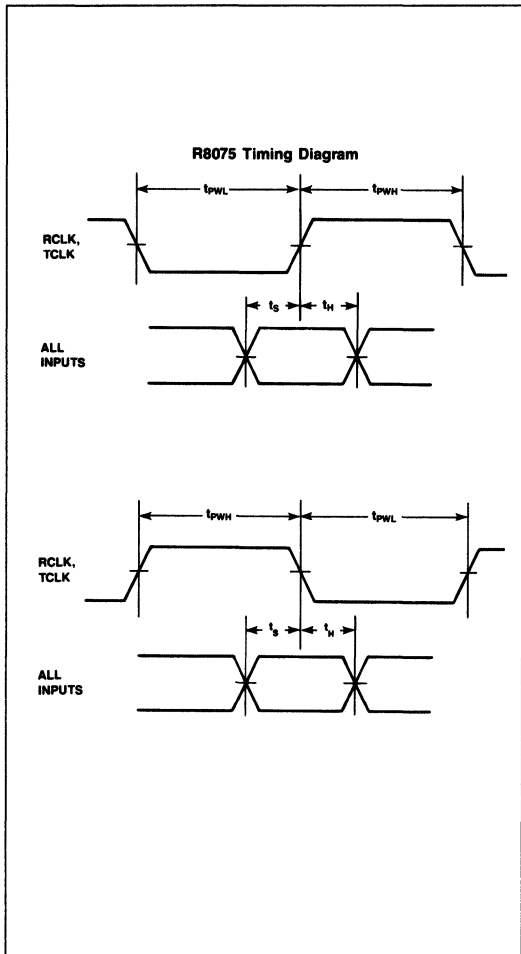 R8075 Timing Diagram
tPWL tPWH
RCLK,
TCLK
tS tH
ALL
INPUTS
tPWH tPWL
RCLK,
TCLK
ts tH
ALL
INPUTS